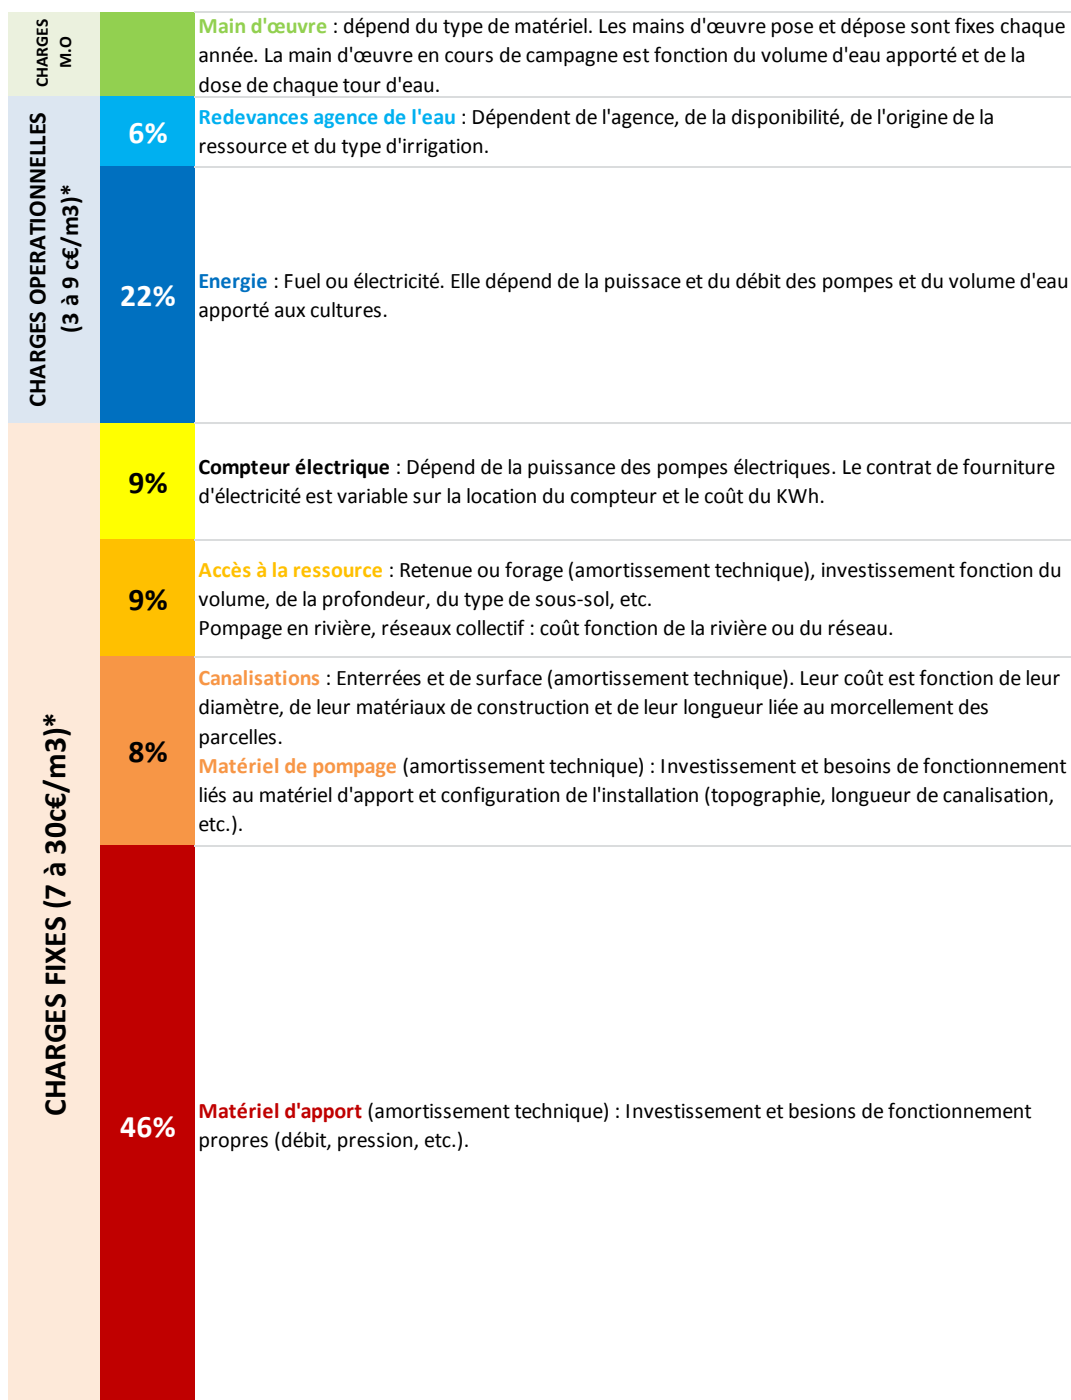 CHARGES
M.O
Main d'œuvre : dépend du type de matériel. Les mains d'œuvre pose et dépose sont fixes chaque
année. La main d'œuvre en cours de campagne est fonction du volume d'eau apporté et de la
dose de chaque tour d'eau.
CHARGES OPERATIONNELLES
(3 à 9 c€/m3)*
6%
Redevances agence de l'eau : Dépendent de l'agence, de la disponibilité, de l'origine de la
ressource et du type d'irrigation.
22%
Energie : Fuel ou électricité. Elle dépend de la puissace et du débit des pompes et du volume d'eau
apporté aux cultures.
CHARGES FIXES (7 à 30c€/m3)*
9%
Compteur électrique : Dépend de la puissance des pompes électriques. Le contrat de fourniture
d'électricité est variable sur la location du compteur et le coût du KWh.
9%
Accès à la ressource : Retenue ou forage (amortissement technique), investissement fonction du
volume, de la profondeur, du type de sous-sol, etc.
Pompage en rivière, réseaux collectif : coût fonction de la rivière ou du réseau.
8%
Canalisations : Enterrées et de surface (amortissement technique). Leur coût est fonction de leur
diamètre, de leur matériaux de construction et de leur longueur liée au morcellement des
parcelles.
Matériel de pompage (amortissement technique) : Investissement et besoins de fonctionnement
liés au matériel d'apport et configuration de l'installation (topographie, longueur de canalisation,
etc.).
46%
Matériel d'apport (amortissement technique) : Investissement et besions de fonctionnement
propres (débit, pression, etc.).